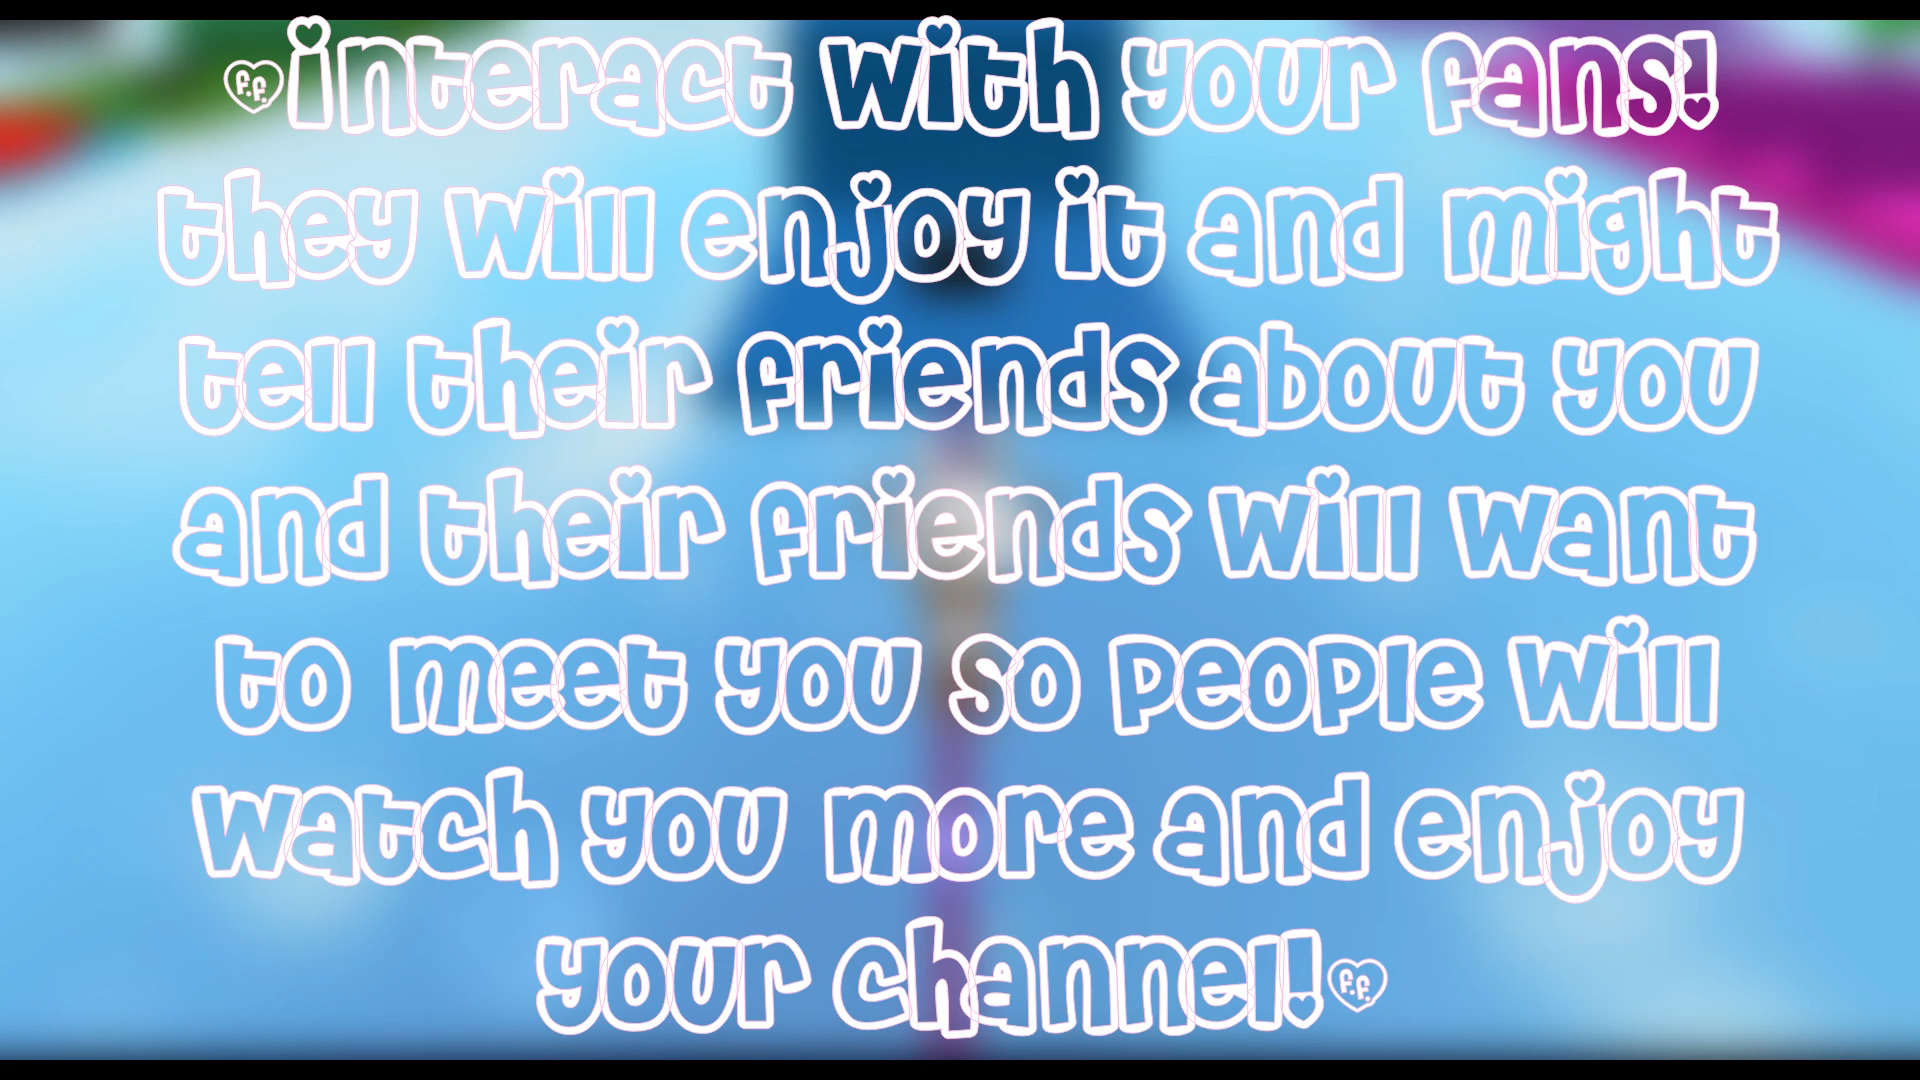 f.f. interact with your fans!
they will enjoy it and might
tell their friends about you
and their friends will want
to meet you so people will
watch you more and enjoy
your channel! f.f.